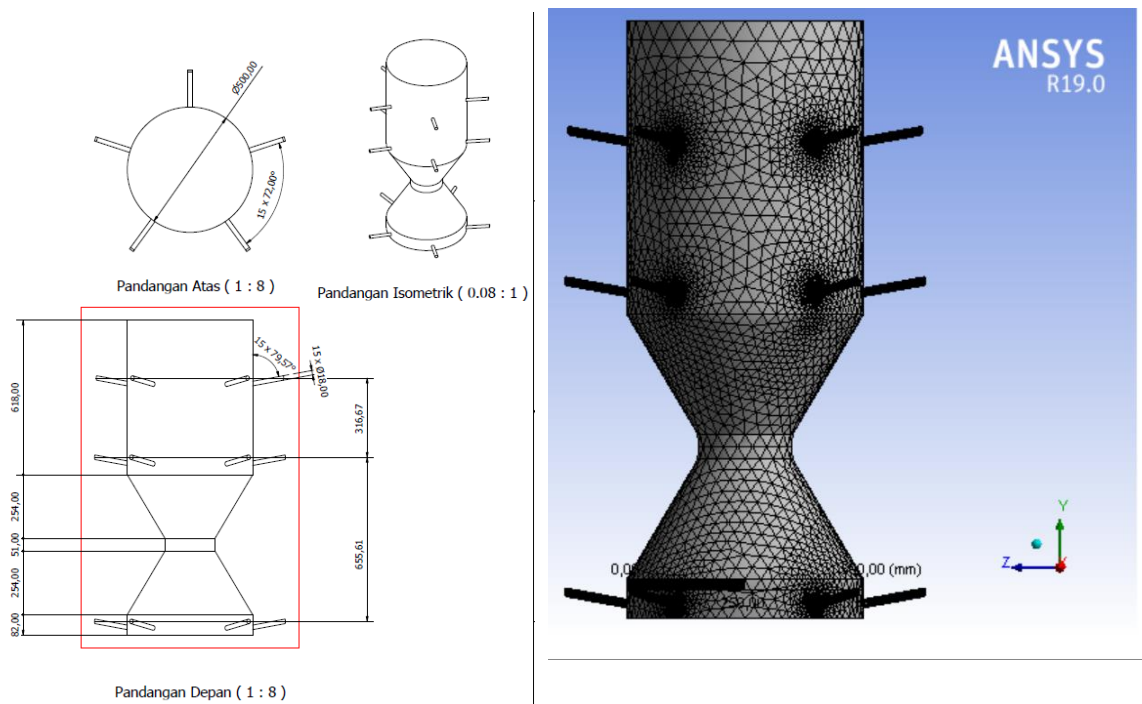 Ø500,00
15 x 72,00°
Pandangan Atas ( 1 : 8 )
Pandangan Isometrik ( 0.08 : 1 )
15 x 79,57°
15 x Ø18,00
618,00
316,67
254,00
51,00
655,61
254,00
82,00
Pandangan Depan ( 1 : 8 )
ANSYS
R19.0
Y
Z
(mm)